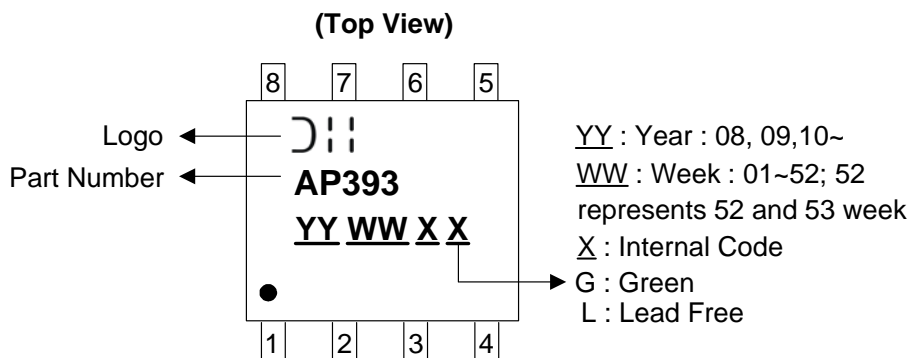 (Top View)
8 7 6 5
Logo
Part Number
AP393
YY WW X X
YY : Year : 08, 09,10~
WW : Week : 01~52; 52
represents 52 and 53 week
X : Internal Code
G : Green
L : Lead Free
1 2 3 4